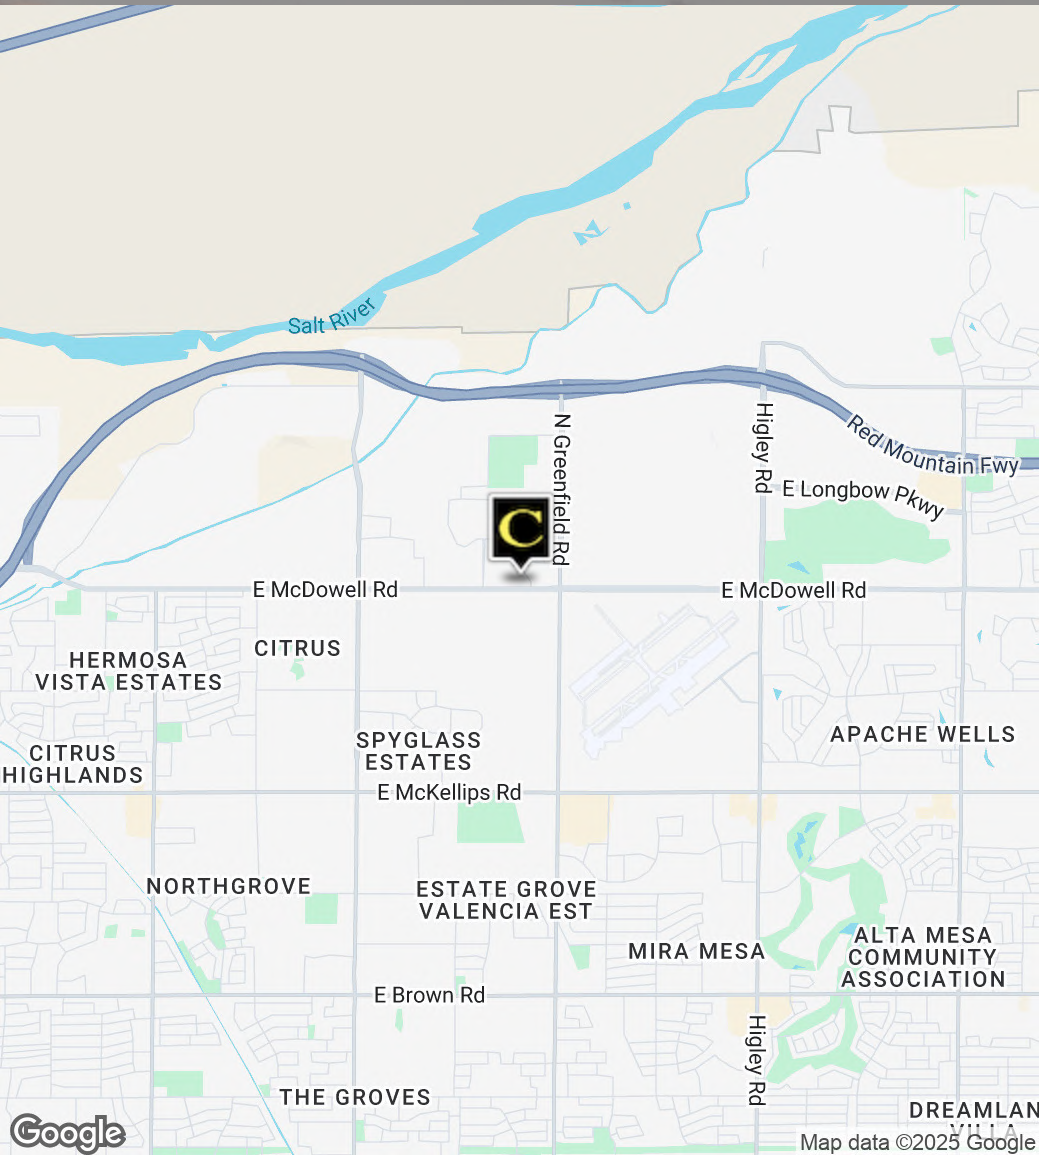 Salt River
N Greenfield Rd
Higley Rd
Red Mountain Fwy
E Longbow Pkwy
C
E McDowell Rd
E McDowell Rd
CITRUS
HERMOSA
VISTA ESTATES
SPYGLASS
ESTATES
APACHE WELLS
CITRUS
HIGHLANDS
E McKellips Rd
NORTHGROVE
ESTATE GROVE
VALENCIA EST
MIRA MESA
ALTA MESA
COMMUNITY
ASSOCIATION
E Brown Rd
Higley Rd
THE GROVES
DREAMLAN
VILLA
Google
Map data ©2025 Google